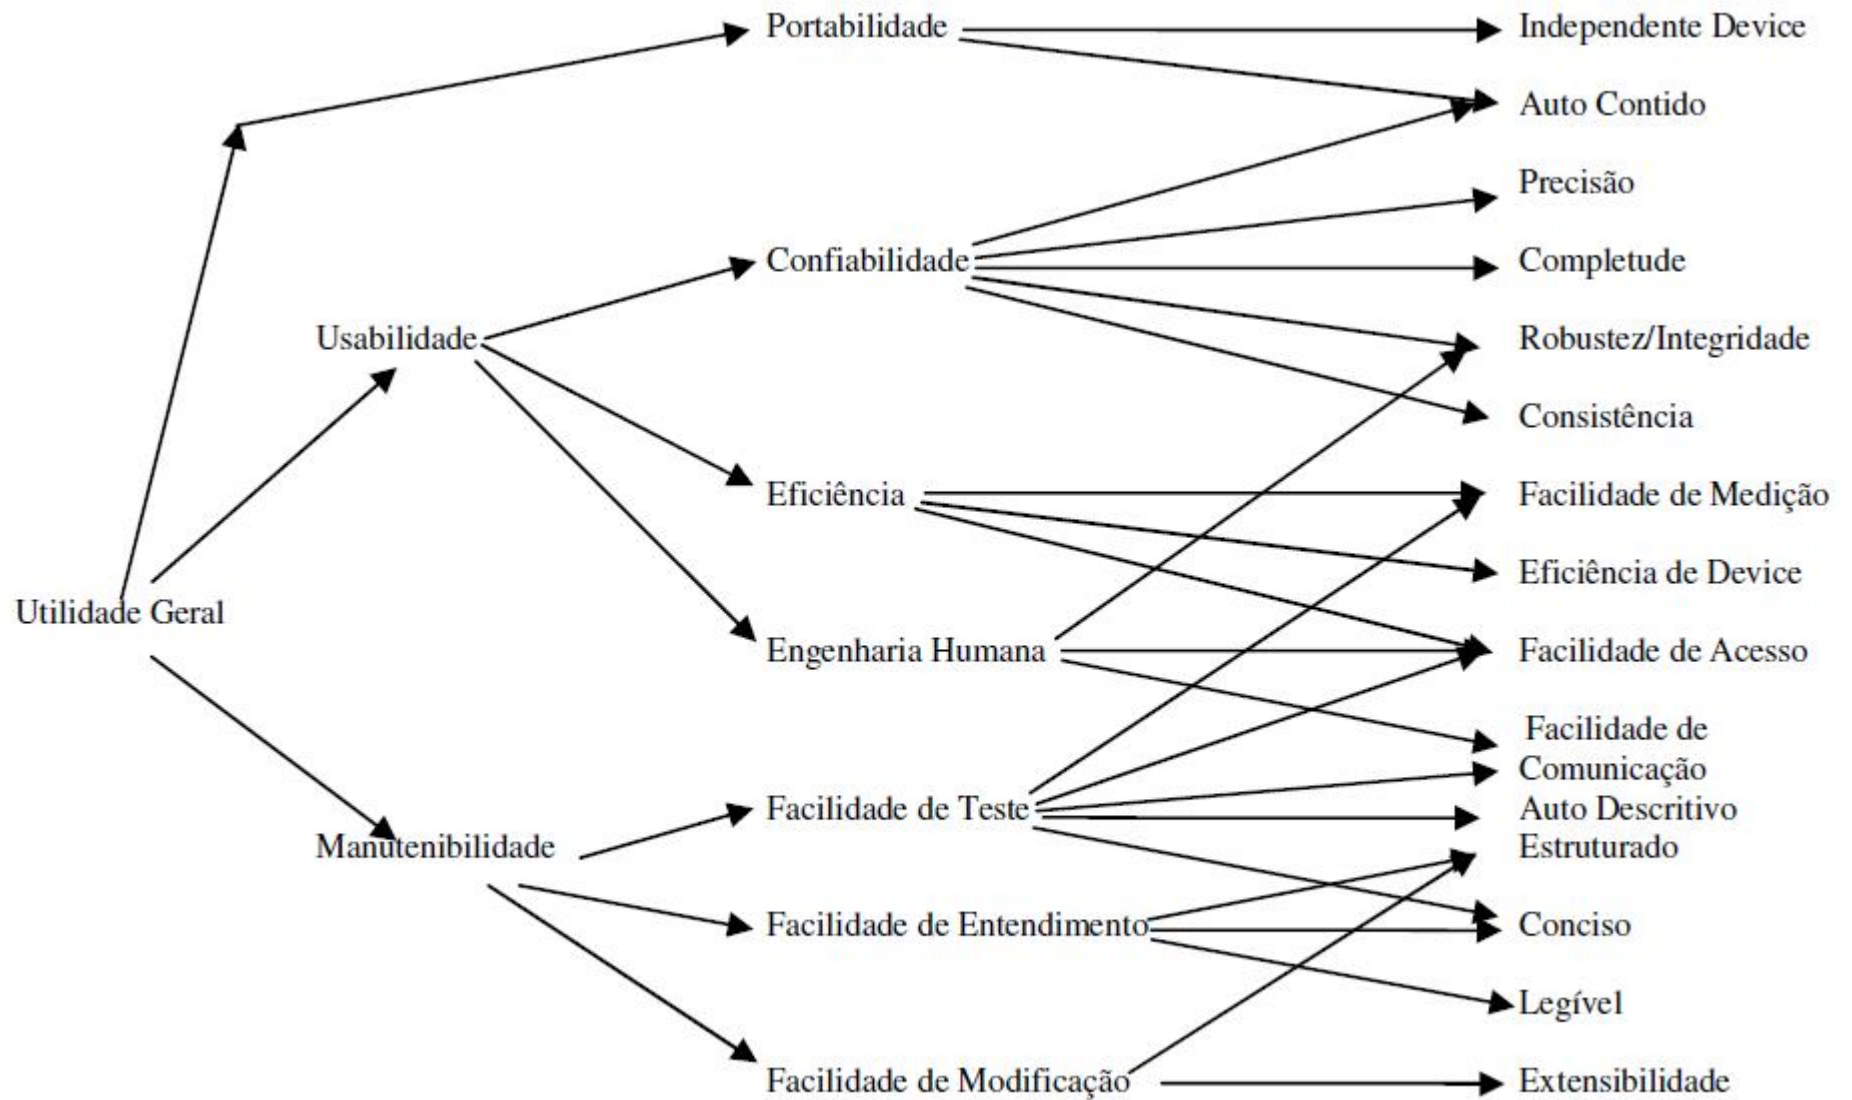 Portabilidade
Independente Device
Auto Contido
Precisão
Confiabilidade
Completude
Usabilidade
Robustez/Integridade
Consistência
Eficiência
Facilidade de Medição
Eficiência de Device
Utilidade Geral
Engenharia Humana
Facilidade de Acesso
Facilidade de
Comunicação
Facilidade de Teste
Auto Descritivo
Manutenibilidade
Estruturado
Facilidade de Entendimento
Conciso
Legível
Facilidade de Modificação
Extensibilidade